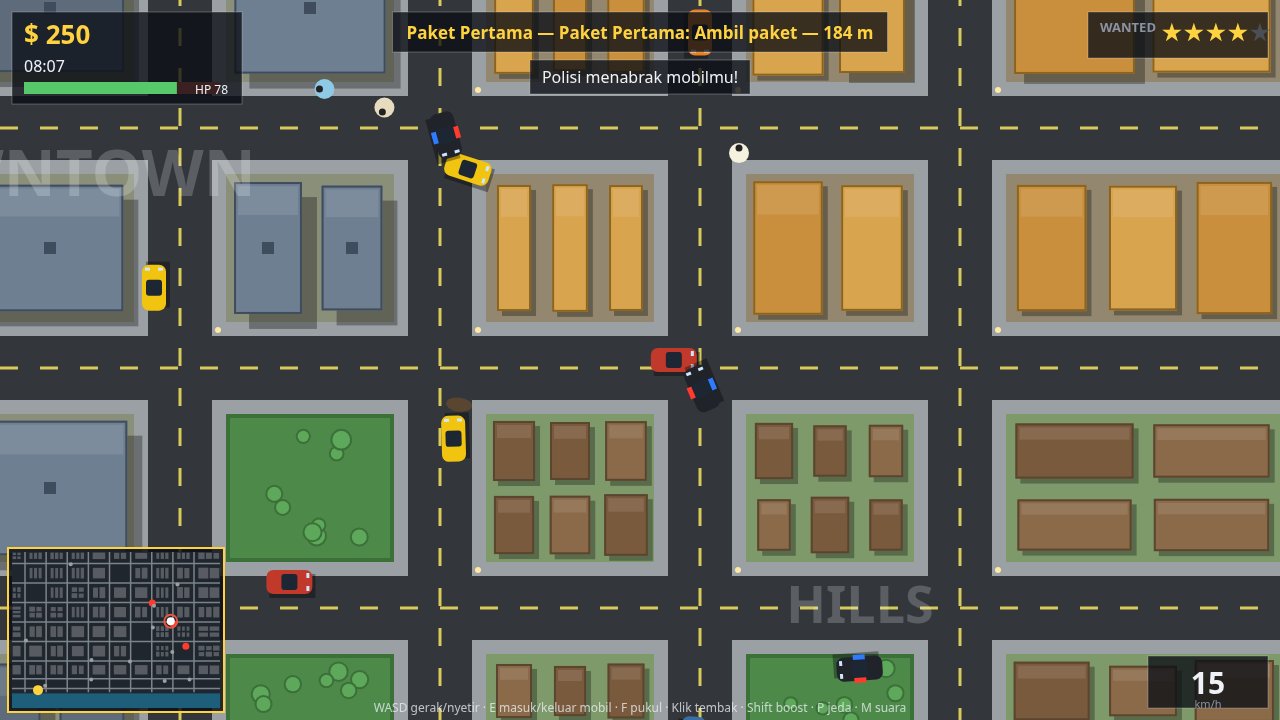 $ 250
08:07
HP 78
Paket Pertama — Paket Pertama: Ambil paket — 184 m
Polisi menabrak mobilmu!
WANTED ★★★★★
NTOWN
HILLS
WASD gerak/nyetir · E masuk/keluar mobil · F pukul · Klik tembak · Shift boost · P jeda · M suara
15
km/h